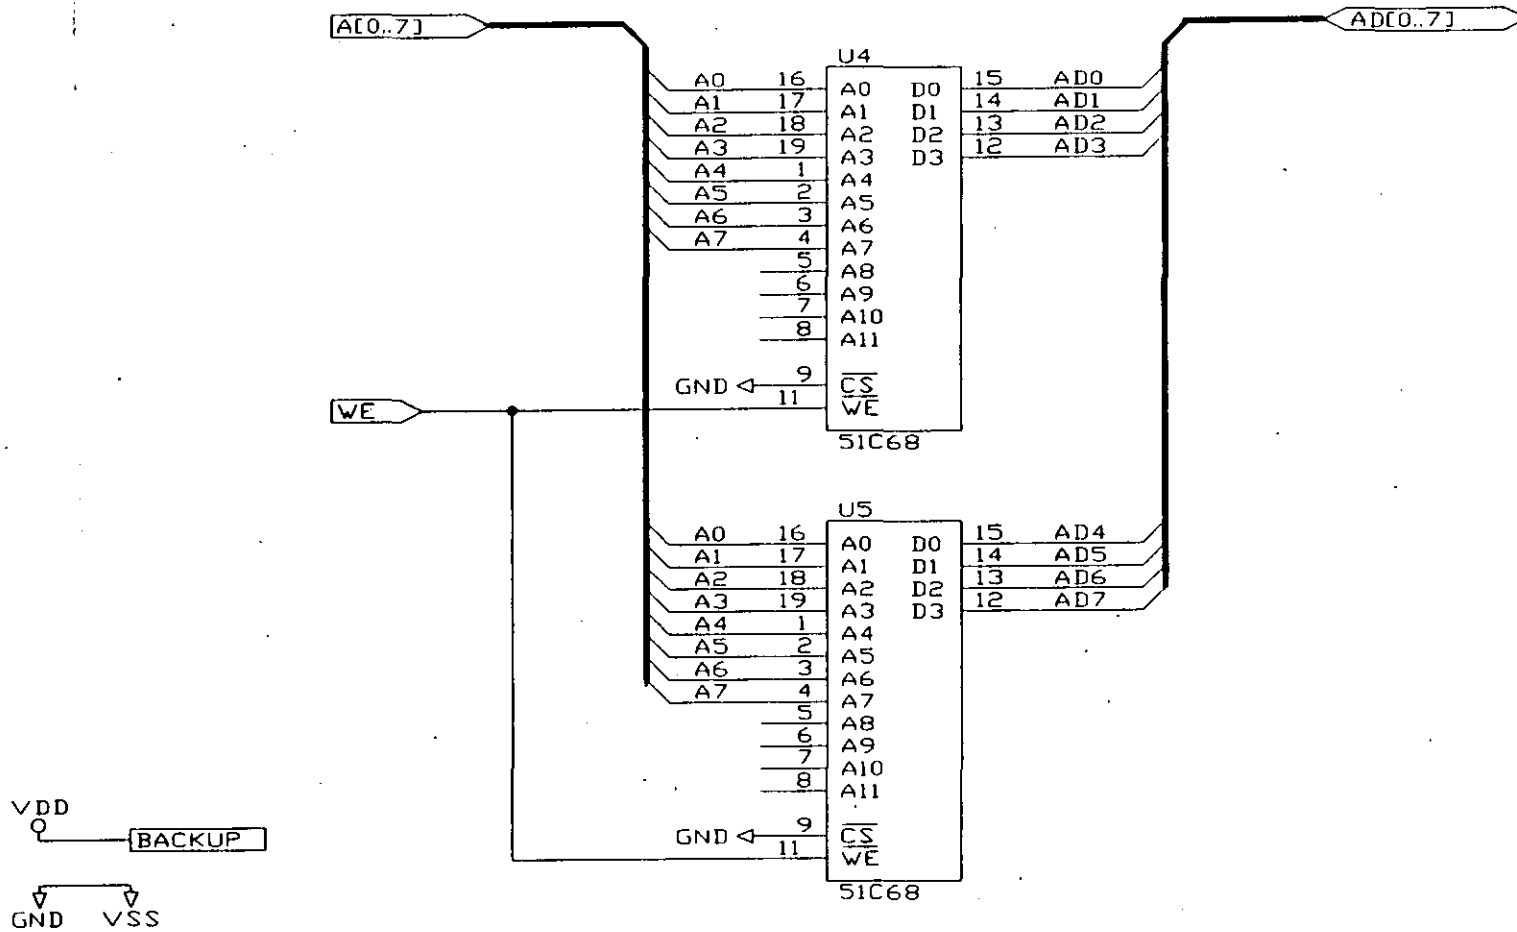 A[0..7]
AD[0..7]
U4
A0 16 A0 D0 15 AD0
A1 17 A1 D1 14 AD1
A2 18 A2 D2 13 AD2
A3 19 A3 D3 12 AD3
A4 1 A4
A5 2 A5
A6 3 A6
A7 4 A7
5 A8
6 A9
7 A10
8 A11
GND 9 CS
WE 11 WE
51C68
U5
A0 16 A0 D0 15 AD4
A1 17 A1 D1 14 AD5
A2 18 A2 D2 13 AD6
A3 19 A3 D3 12 AD7
A4 1 A4
A5 2 A5
A6 3 A6
A7 4 A7
5 A8
6 A9
7 A10
8 A11
GND 9 CS
11 WE
51C68
VDD
BACKUP
GND VSS